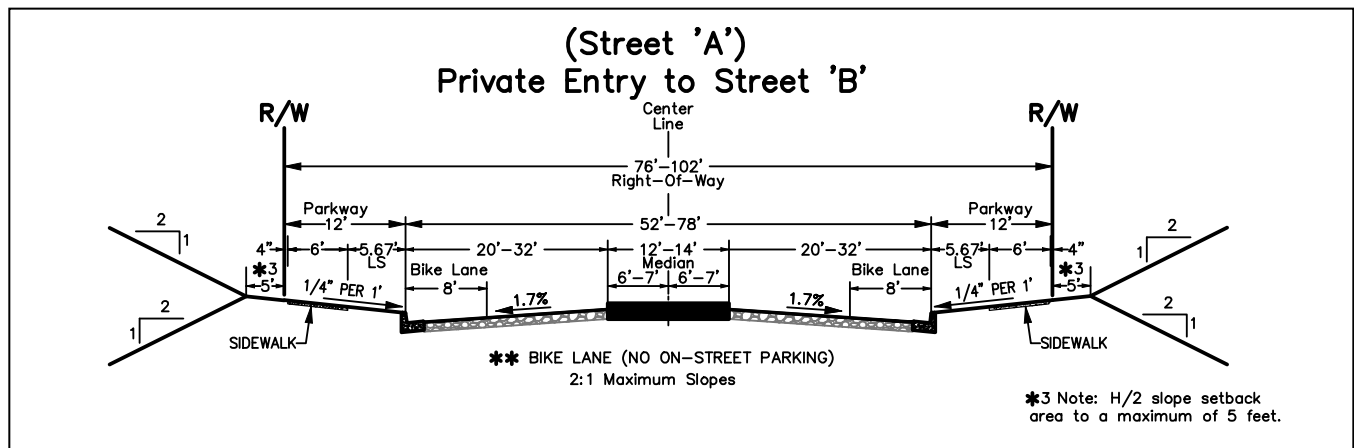 (Street 'A')
Private Entry to Street 'B'
R/W
Center
Line
R/W
76'-102'
Right-Of-Way
Parkway
12'
52'-78'
Parkway
12'
2
1
4"
6'
5.67'
LS
20'-32'
12'-14'
Median
20'-32'
5.67'
LS
6'
4"
2
1
*3
5'
1/4" PER 1'
Bike Lane
8'
1.7%
6'-7'
6'-7'
1.7%
Bike Lane
8'
1/4" PER 1'
*3
5'
2
1
SIDEWALK
SIDEWALK
2
1
** BIKE LANE (NO ON-STREET PARKING)
2:1 Maximum Slopes
*3 Note: H/2 slope setback
area to a maximum of 5 feet.